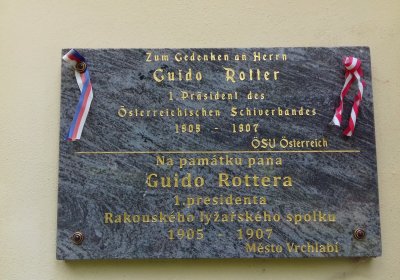 Zum Gedenken an Herrn
Guido Rotter
1.Präsident des
Österreichischen Schiverbandes
1905 - 1907
ÖSU Österreich
Na památku pana
Guido Rottera
1.presidenta
Rakouského lyžařského spolku
1905 - 1907
Město Vrchlabí